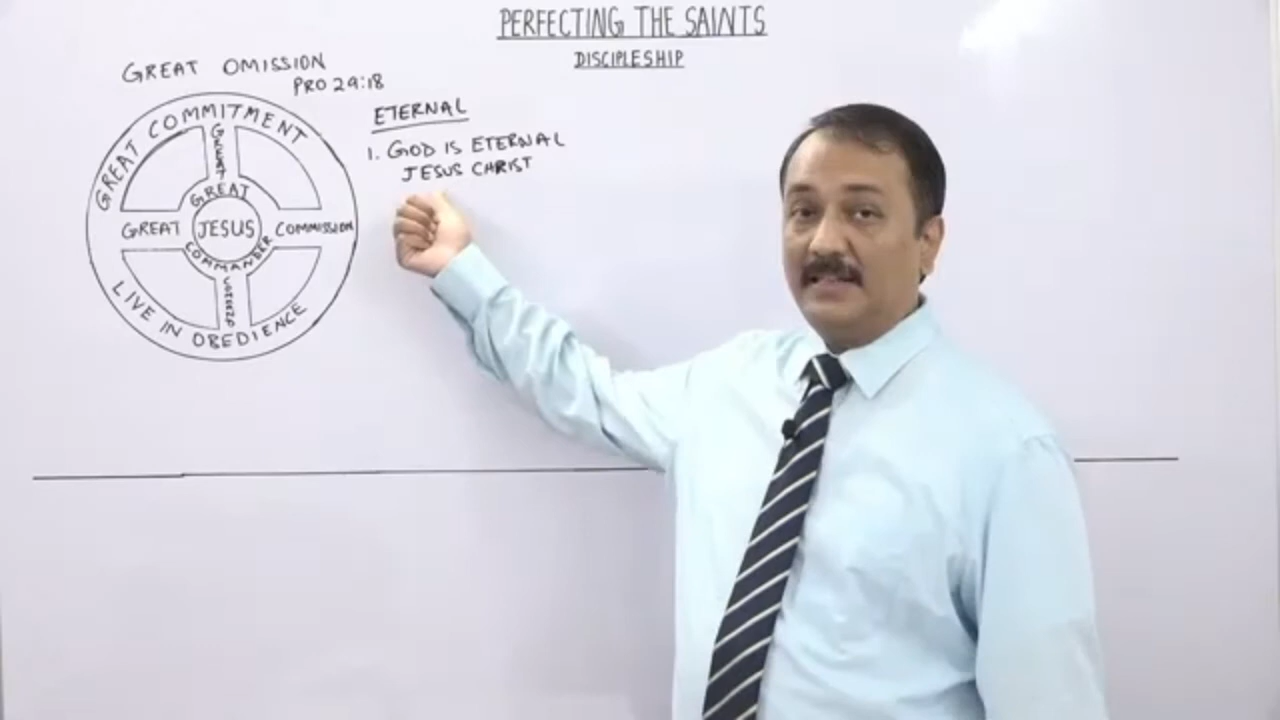 PERFECTING THE SAINTS
DISCIPLESHIP
GREAT OMISSION
PRO 29:18
GREAT COMMITMENT
GREAT
GREAT
GREAT JESUS COMMISSION
COMMANDER
LIVE IN OBEDIENCE
ETERNAL
1. GOD IS ETERNAL
JESUS CHRIST